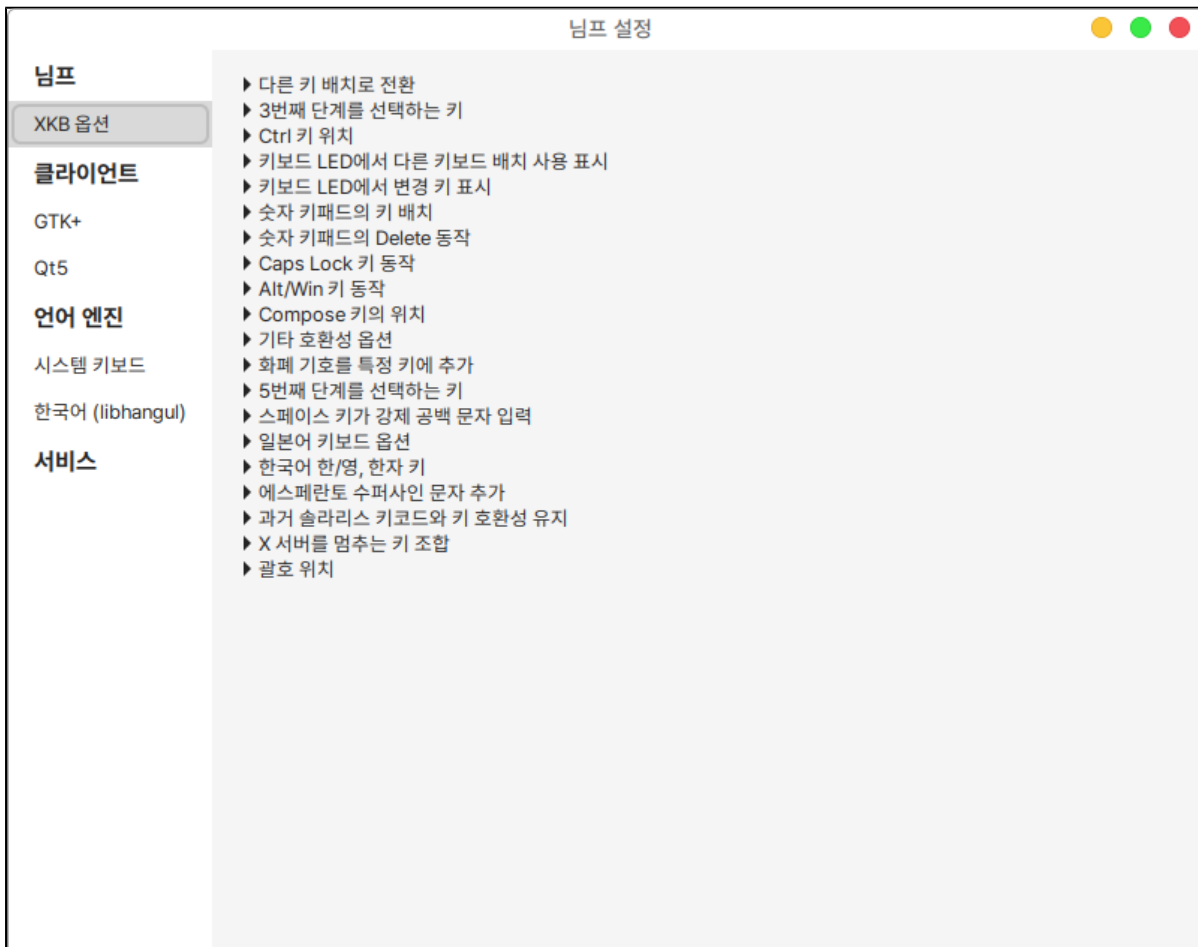 님프 설정
님프
XKB 옵션
클라이언트
GTK+
Qt5
언어 엔진
시스템 키보드
한국어 (libhangul)
서비스
다른 키 배치로 전환
3번째 단계를 선택하는 키
Ctrl 키 위치
키보드 LED에서 다른 키보드 배치 사용 표시
키보드 LED에서 변경 키 표시
숫자 키패드의 키 배치
숫자 키패드의 Delete 동작
Caps Lock 키 동작
Alt/Win 키 동작
Compose 키의 위치
기타 호환성 옵션
화폐 기호를 특정 키에 추가
5번째 단계를 선택하는 키
스페이스 키가 강제 공백 문자 입력
일본어 키보드 옵션
한국어 한/영, 한자 키
에스페란토 수퍼사인 문자 추가
과거 솔라리스 키코드와 키 호환성 유지
X 서버를 멈추는 키 조합
괄호 위치